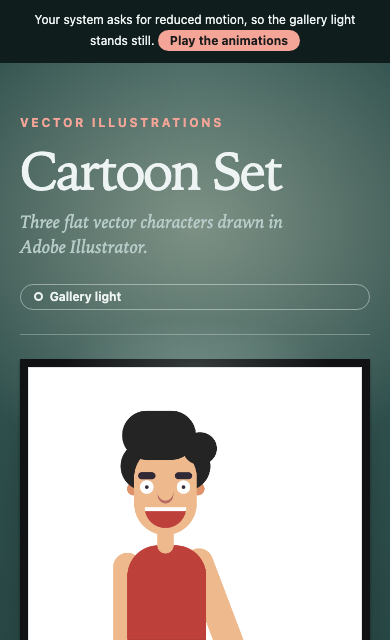 Your system asks for reduced motion, so the gallery light
stands still. Play the animations
VECTOR ILLUSTRATIONS
Cartoon Set
Three flat vector characters drawn in
Adobe Illustrator.
Gallery light